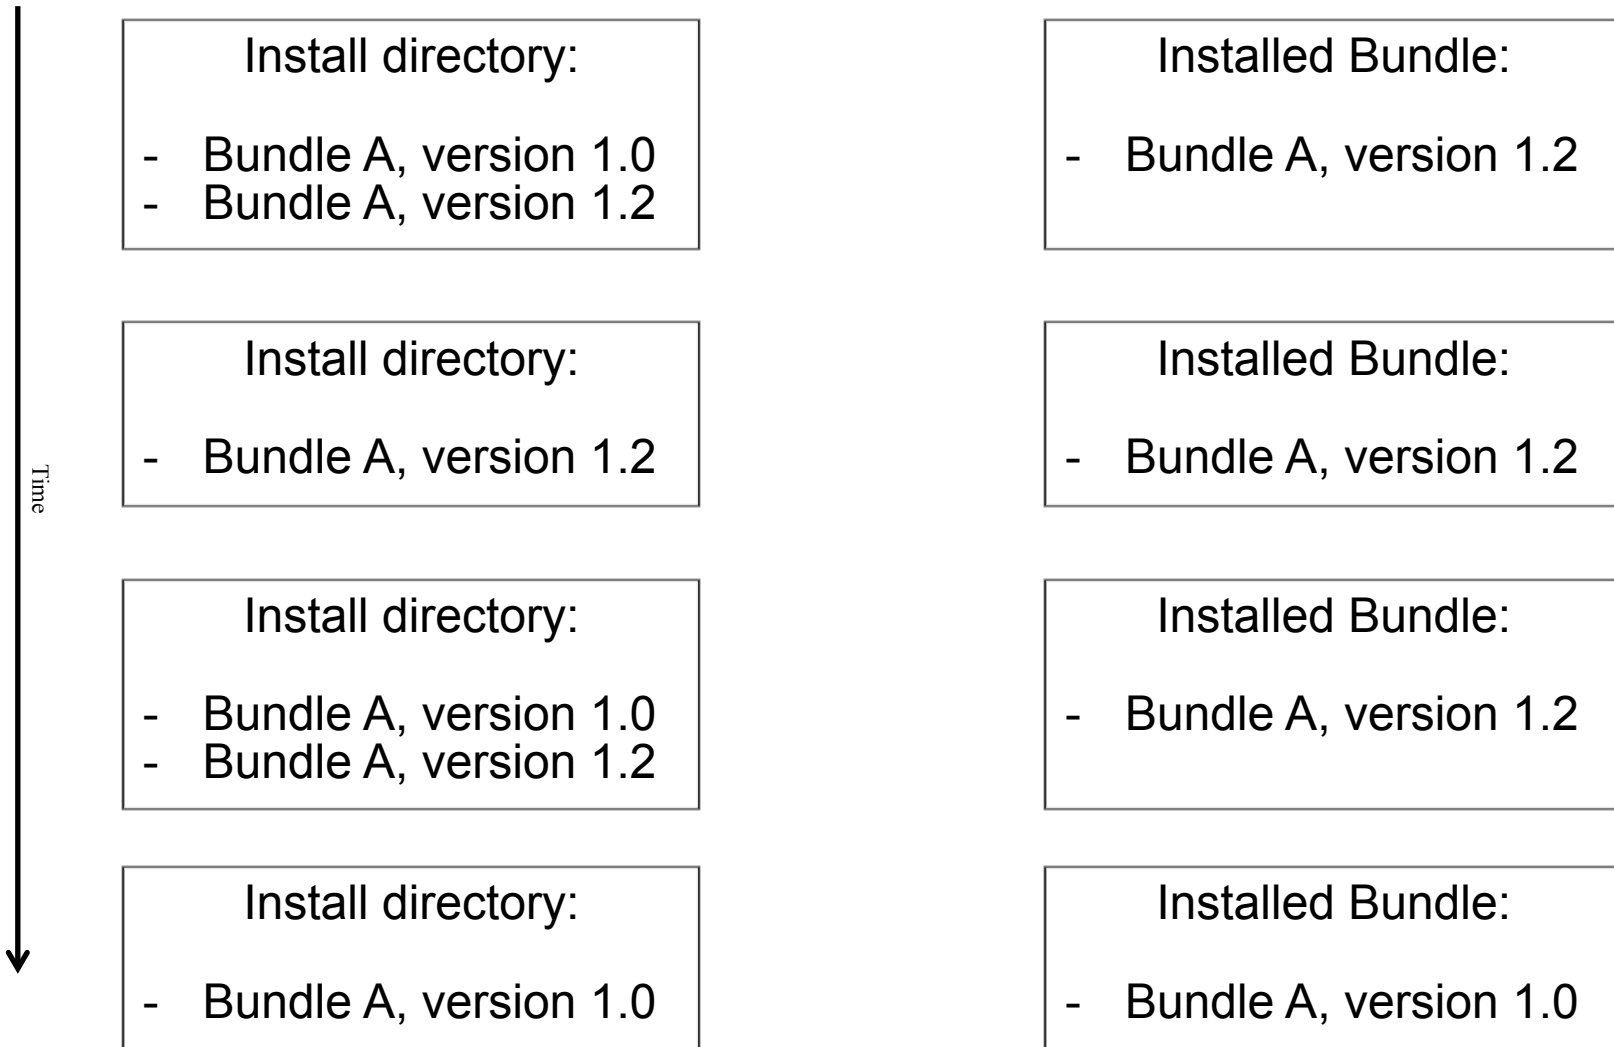 Install directory:
- Bundle A, version 1.0
- Bundle A, version 1.2
Installed Bundle:
- Bundle A, version 1.2
Install directory:
- Bundle A, version 1.2
Installed Bundle:
- Bundle A, version 1.2
Time
Install directory:
- Bundle A, version 1.0
- Bundle A, version 1.2
Installed Bundle:
- Bundle A, version 1.2
Install directory:
- Bundle A, version 1.0
Installed Bundle:
- Bundle A, version 1.0